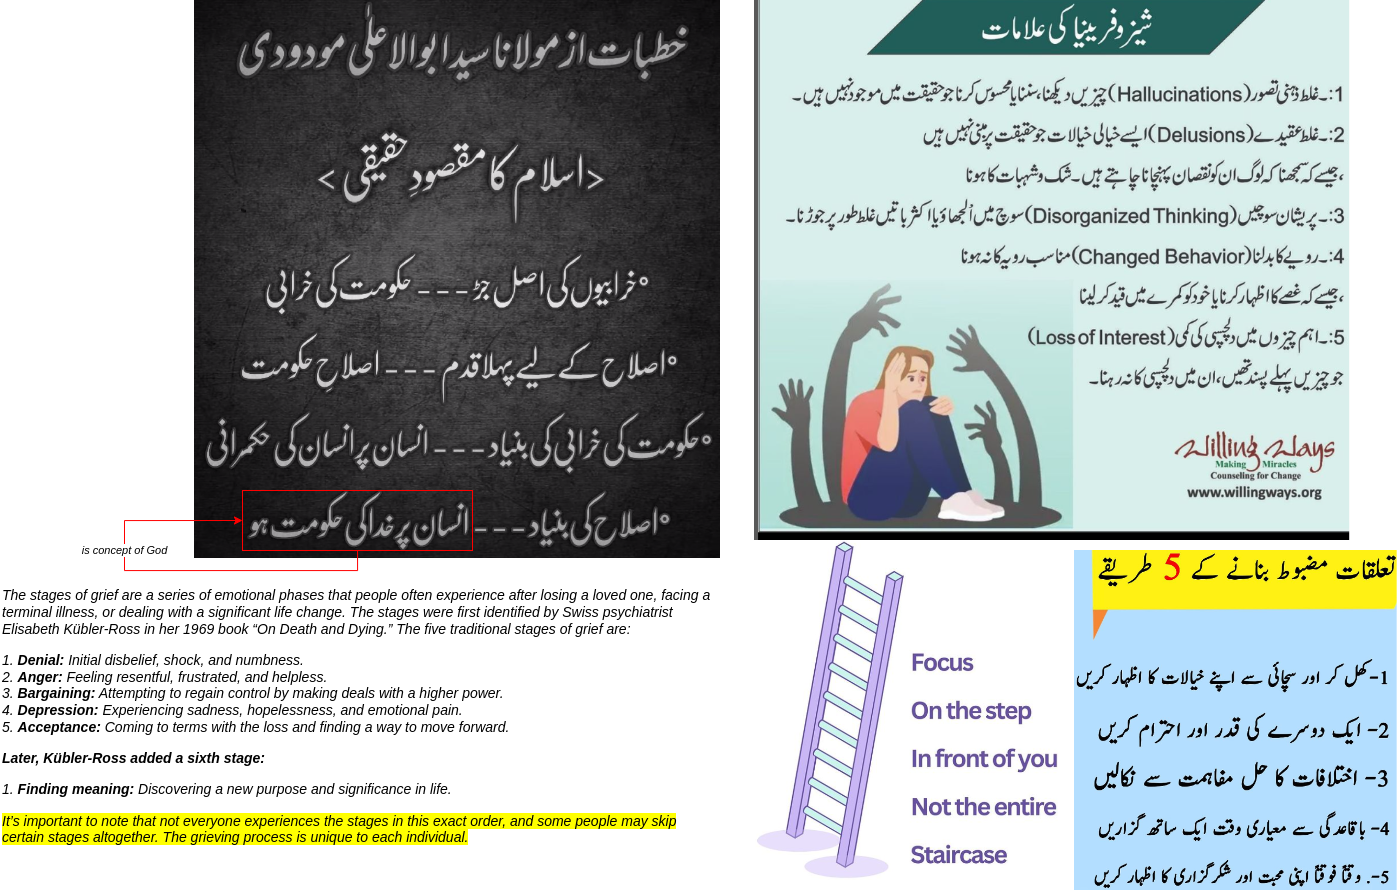 خطبات از مولانا سید ابوالاعلٰی مودودی
<اسلام کا مقصودِ حقیقی >
°خرابیوں کی اصل جڑ - - - حکومت کی خرابی
°اصلاح کے لیے پہلا قدم - - - اصلاحِ حکومت
°حکومت کی خرابی کی بنیاد - - - انسان پر انسان کی حکمرانی
°اصلاح کی بنیاد - - - انسان پر خدا کی حکومت ہو
is concept of God
The stages of grief are a series of emotional phases that people often experience after losing a loved one, facing a
terminal illness, or dealing with a significant life change. The stages were first identified by Swiss psychiatrist
Elisabeth Kübler-Ross in her 1969 book “On Death and Dying.” The five traditional stages of grief are:
1. Denial: Initial disbelief, shock, and numbness.
2. Anger: Feeling resentful, frustrated, and helpless.
3. Bargaining: Attempting to regain control by making deals with a higher power.
4. Depression: Experiencing sadness, hopelessness, and emotional pain.
5. Acceptance: Coming to terms with the loss and finding a way to move forward.
Later, Kübler-Ross added a sixth stage:
1. Finding meaning: Discovering a new purpose and significance in life.
It’s important to note that not everyone experiences the stages in this exact order, and some people may skip
certain stages altogether. The grieving process is unique to each individual.
شیزوفرینیا کی علامات
1:۔غلط ذہنی تصور(Hallucinations) چیزیں دیکھنا، سننا یا محسوس کرنا جو حقیقت میں موجود نہیں ہیں۔
2:۔غلط عقیدے(Delusions) ایسے خیالی خیالات جو حقیقت پر مبنی نہیں ہیں
،جیسے کہ سمجھنا کہ لوگ ان کو نقصان پہنچانا چاہتے ہیں۔شک و شبہات کا ہونا
3:۔پریشان سوچیں(Disorganized Thinking) سوچ میں اُلجھاؤ یا اکثر باتیں غلط طور پر جوڑنا۔
4:۔رویے کا بدلنا(Changed Behavior) مناسب رویہ کا نہ ہونا
،جیسے کہ غصے کا اظہار کرنا یا خود کو کمرے میں قید کر لینا
5:۔اہم چیزوں میں دلچسپی کی کمی(Loss of Interest)
جو چیزیں پہلے پسند تھیں، ان میں دلچسپی کا نہ رہنا۔
Willing Ways
Making Miracles
Counseling for Change
www.willingways.org
Focus
On the step
In front of you
Not the entire
Staircase
تعلقات مضبوط بنانے کے 5 طریقے
1-کھل کر اور سچائی سے اپنے خیالات کا اظہار کریں
2- ایک دوسرے کی قدر اور احترام کریں
3- اختلافات کا حل مفاہمت سے نکالیں
4- باقاعدگی سے معیاری وقت ایک ساتھ گزاریں
5-. وقتاً فوقتاً اپنی محبت اور شکرگزاری کا اظہار کریں